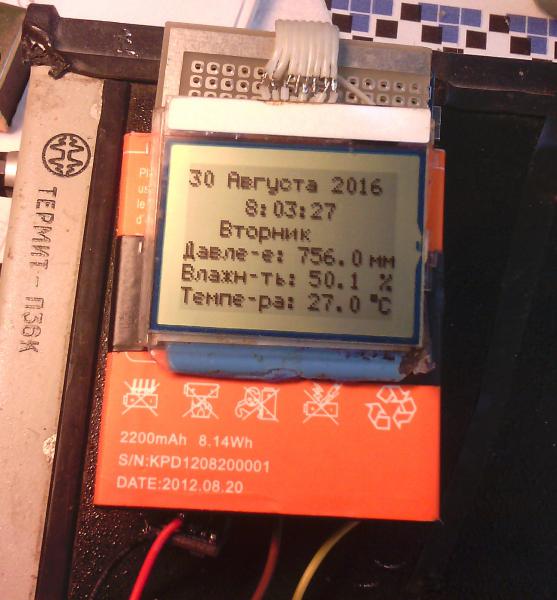 30 Августа 2016
8:03:27
Вторник
Давле-е: 756.0 мм
Влажн-ть: 50.1 %
Темпе-ра: 27.0 °C
ТЕРМИТ-П36К
2200mAh 8.14Wh
S/N:KPD1208200001
DATE:2012.08.20